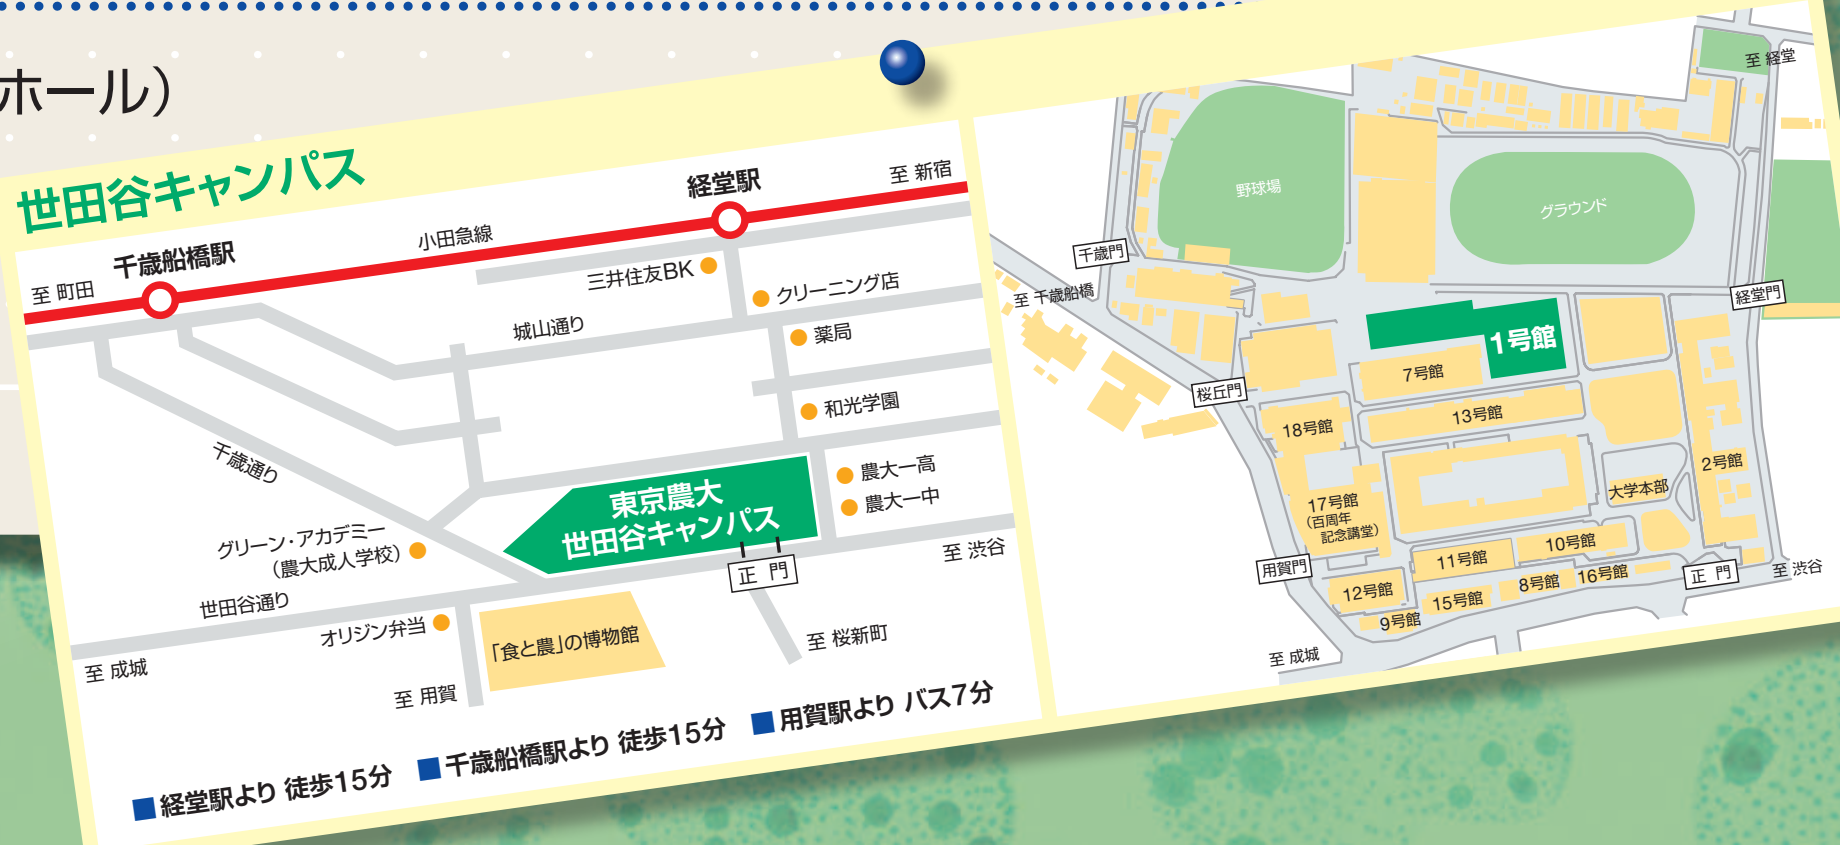 ホール）
世田谷キャンパス
経堂駅
至 新宿
千歳船橋駅
小田急線
至 町田
三井住友BK
クリーニング店
城山通り
薬局
和光学園
千歳通り
農大一高
農大一中
東京農大
世田谷キャンパス
グリーン・アカデミー
（農大成人学校）
正 門
至 渋谷
世田谷通り
オリジン弁当
「食と農」の博物館
至 桜新町
至 成城
至 用賀
■経堂駅より 徒歩15分
■千歳船橋駅より 徒歩15分
■用賀駅より バス7分
至 経堂
野球場
グラウンド
千歳門
至 千歳船橋
経堂門
1号館
7号館
桜丘門
13号館
18号館
2号館
大学本部
17号館
（百周年
記念講堂）
11号館
10号館
用賀門
12号館
15号館
8号館
16号館
正 門
至 渋谷
9号館
至 成城